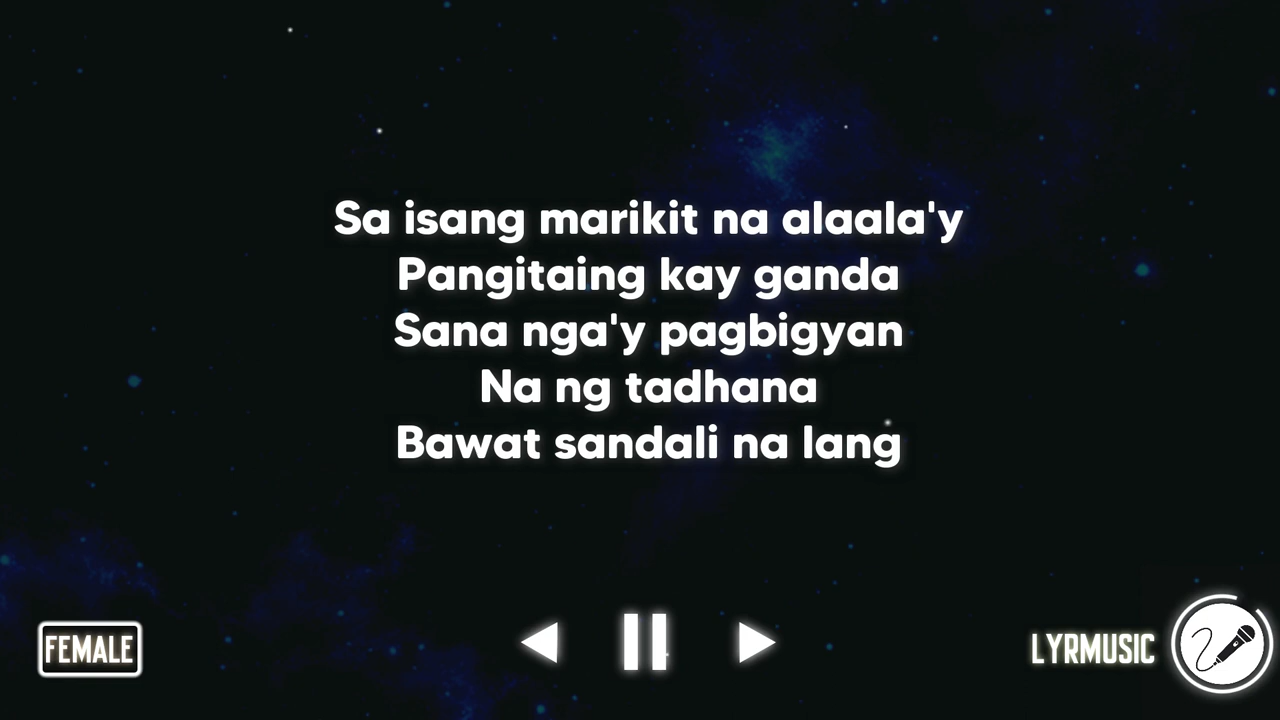 Sa isang marikit na alaala'y
Pangitaing kay ganda
Sana nga'y pagbigyan
Na ng tadhana
Bawat sandali na lang
FEMALE
LYRMUSIC